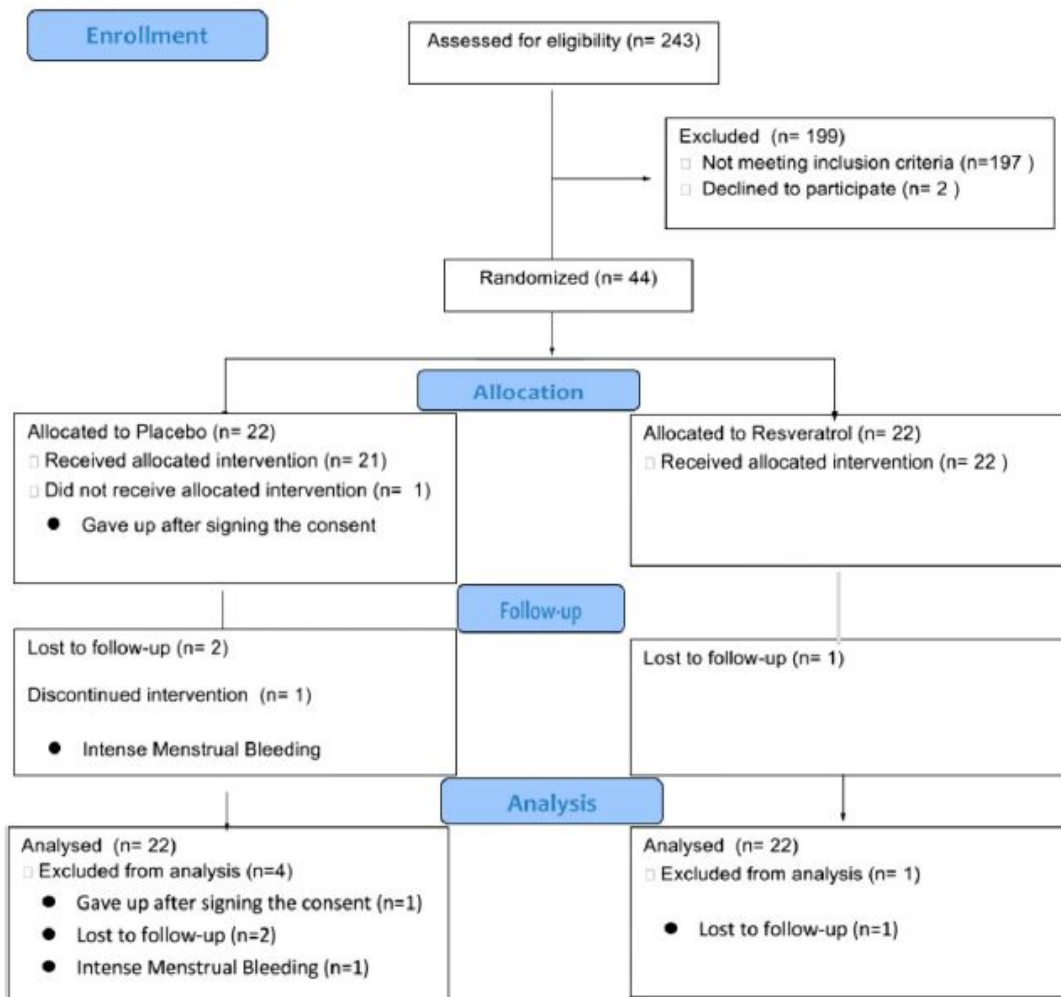 Enrollment
Assessed for eligibility (n= 243)
Excluded (n= 199)
Not meeting inclusion criteria (n=197 )
Declined to participate (n= 2 )
Randomized (n= 44)
Allocation
Allocated to Placebo (n= 22)
Received allocated intervention (n= 21)
Did not receive allocated intervention (n= 1)
● Gave up after signing the consent
Allocated to Resveratrol (n= 22)
Received allocated intervention (n= 22 )
Follow-up
Lost to follow-up (n= 2)
Discontinued intervention (n= 1)
● Intense Menstrual Bleeding
Lost to follow-up (n= 1)
Analysis
Analysed (n= 22)
Excluded from analysis (n=4)
● Gave up after signing the consent (n=1)
● Lost to follow-up (n=2)
● Intense Menstrual Bleeding (n=1)
Analysed (n= 22)
Excluded from analysis (n= 1)
● Lost to follow-up (n=1)